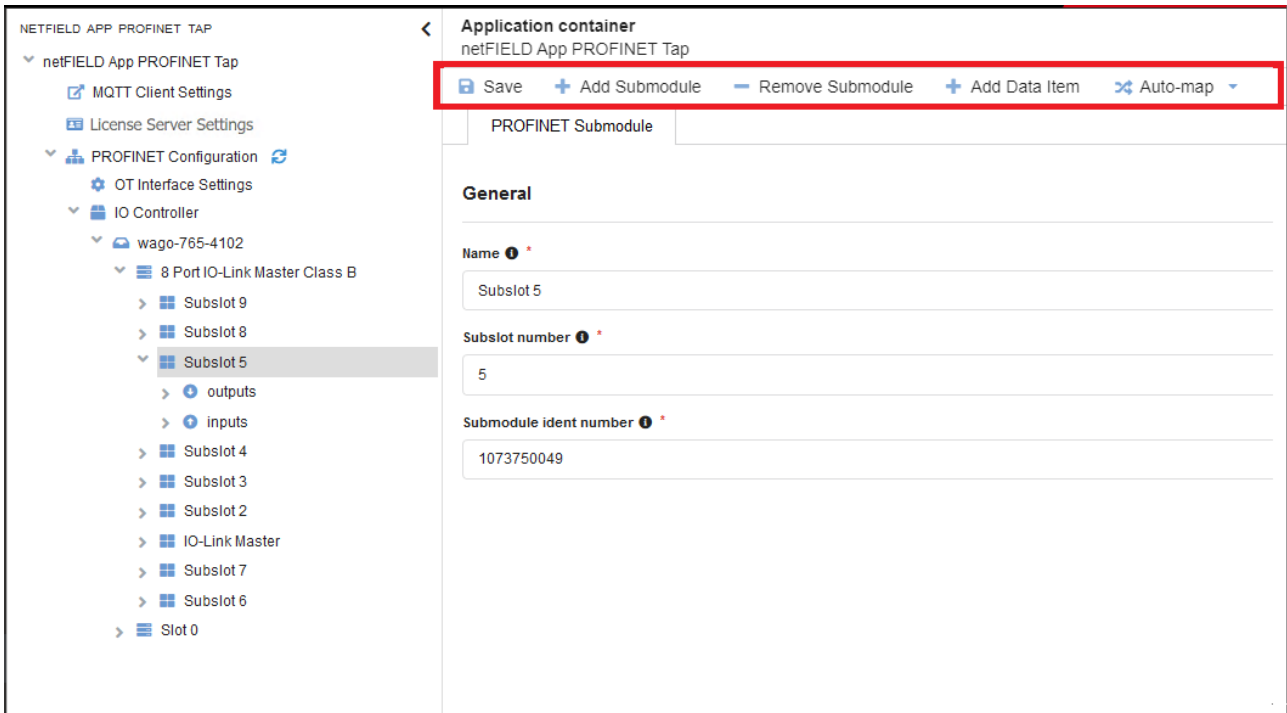 NETFIELD APP PROFINET TAP
netFIELD App PROFINET Tap
MQTT Client Settings
License Server Settings
PROFINET Configuration
OT Interface Settings
IO Controller
wago-765-4102
8 Port IO-Link Master Class B
Subslot 9
Subslot 8
Subslot 5
outputs
inputs
Subslot 4
Subslot 3
Subslot 2
IO-Link Master
Subslot 7
Subslot 6
Slot 0
Application container
netFIELD App PROFINET Tap
Save Add Submodule Remove Submodule Add Data Item Auto-map
PROFINET Submodule
General
Name *
Subslot 5
Subslot number *
5
Submodule ident number *
1073750049